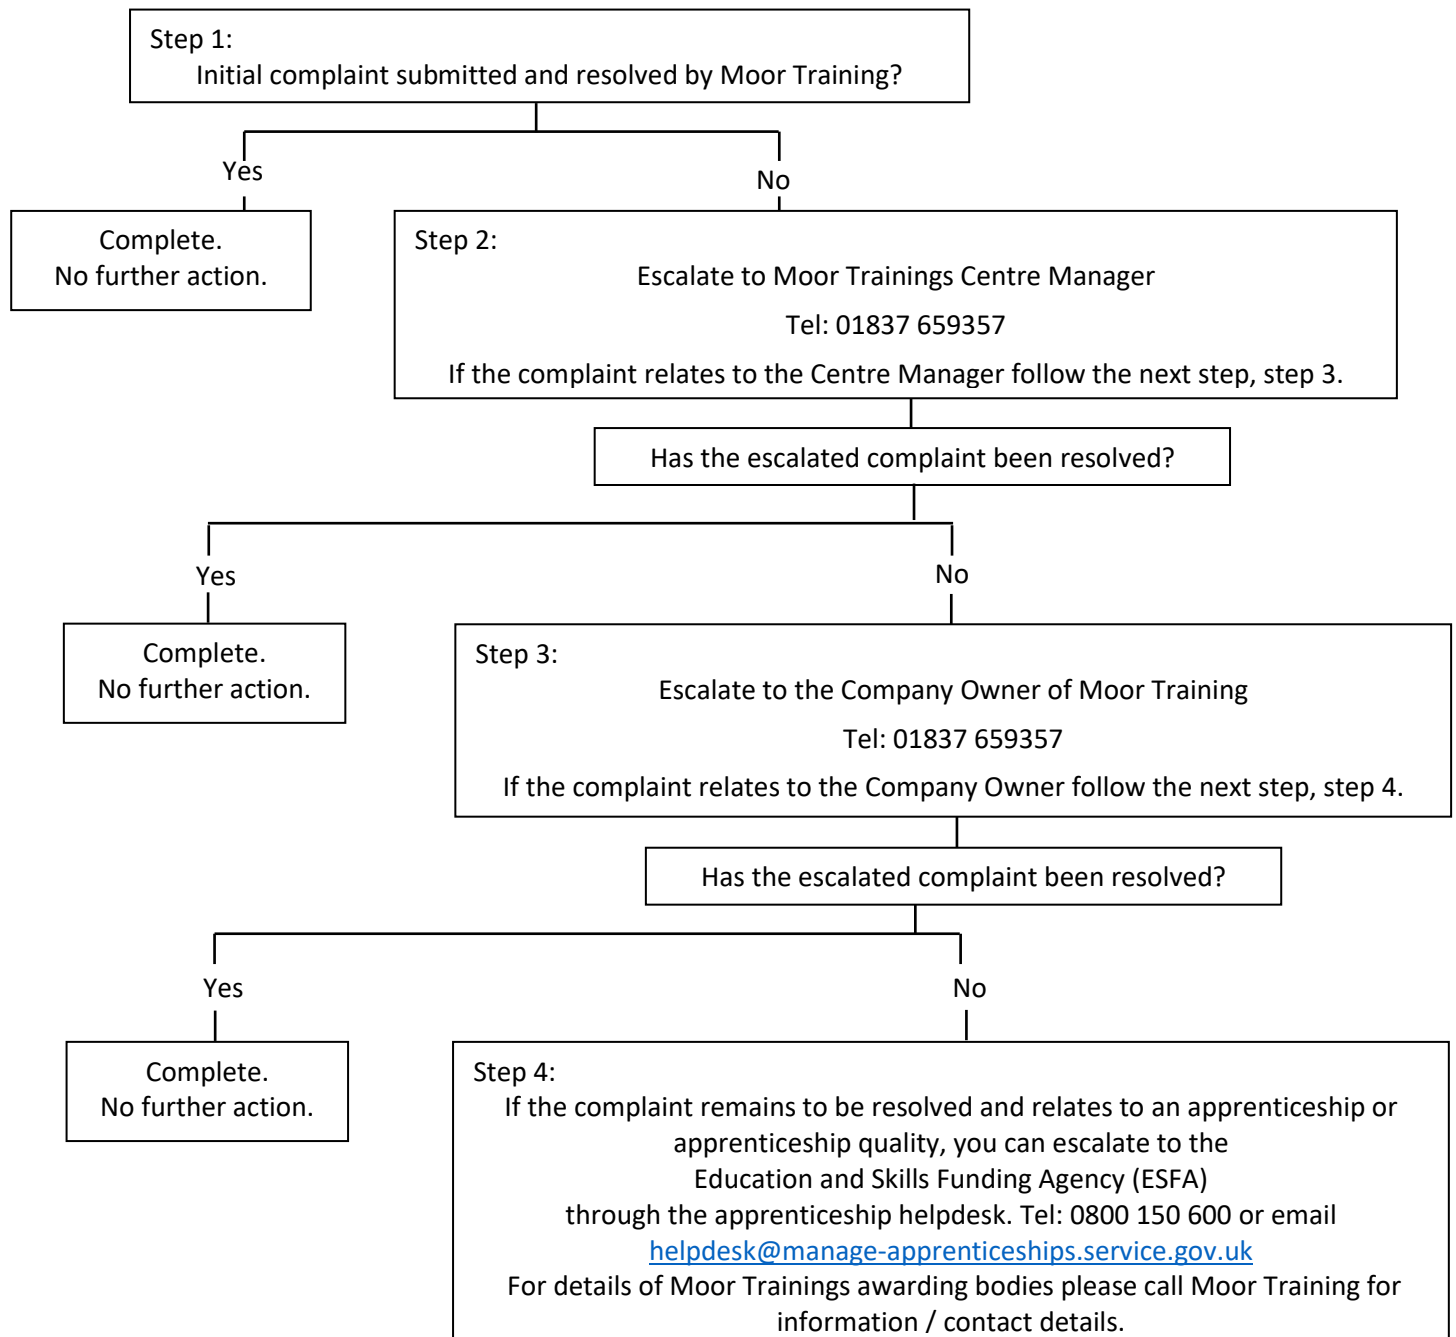 Step 1:
Initial complaint submitted and resolved by Moor Training?
Yes
No
Complete.
No further action.
Step 2:
Escalate to Moor Trainings Centre Manager
Tel: 01837 659357
If the complaint relates to the Centre Manager follow the next step, step 3.
Has the escalated complaint been resolved?
Yes
No
Complete.
No further action.
Step 3:
Escalate to the Company Owner of Moor Training
Tel: 01837 659357
If the complaint relates to the Company Owner follow the next step, step 4.
Has the escalated complaint been resolved?
Yes
No
Complete.
No further action.
Step 4:
If the complaint remains to be resolved and relates to an apprenticeship or
apprenticeship quality, you can escalate to the
Education and Skills Funding Agency (ESFA)
through the apprenticeship helpdesk. Tel: 0800 150 600 or email
helpdesk@manage-apprenticeships.service.gov.uk
For details of Moor Trainings awarding bodies please call Moor Training for
information / contact details.